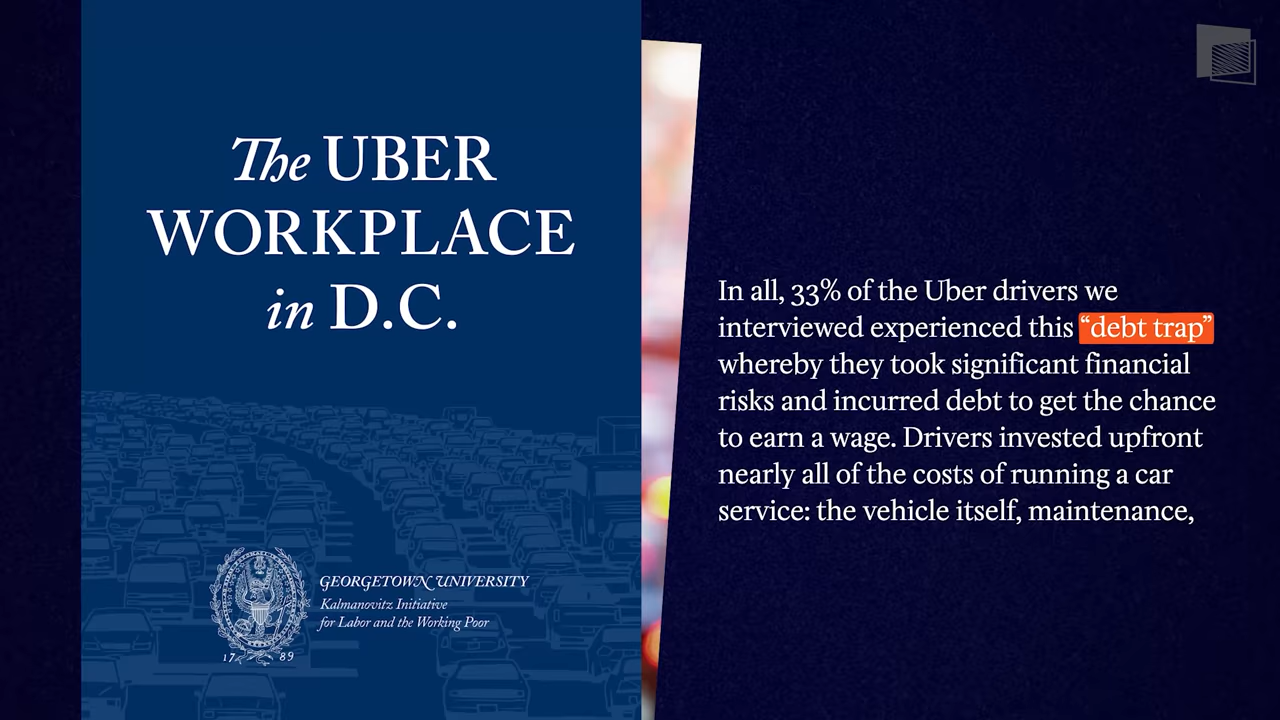 The UBER
WORKPLACE
in D.C.
GEORGETOWN UNIVERSITY
Kalmanovitz Initiative
for Labor and the Working Poor
17 89
In all, 33% of the Uber drivers we
interviewed experienced this “debt trap”
whereby they took significant financial
risks and incurred debt to get the chance
to earn a wage. Drivers invested upfront
nearly all of the costs of running a car
service: the vehicle itself, maintenance,